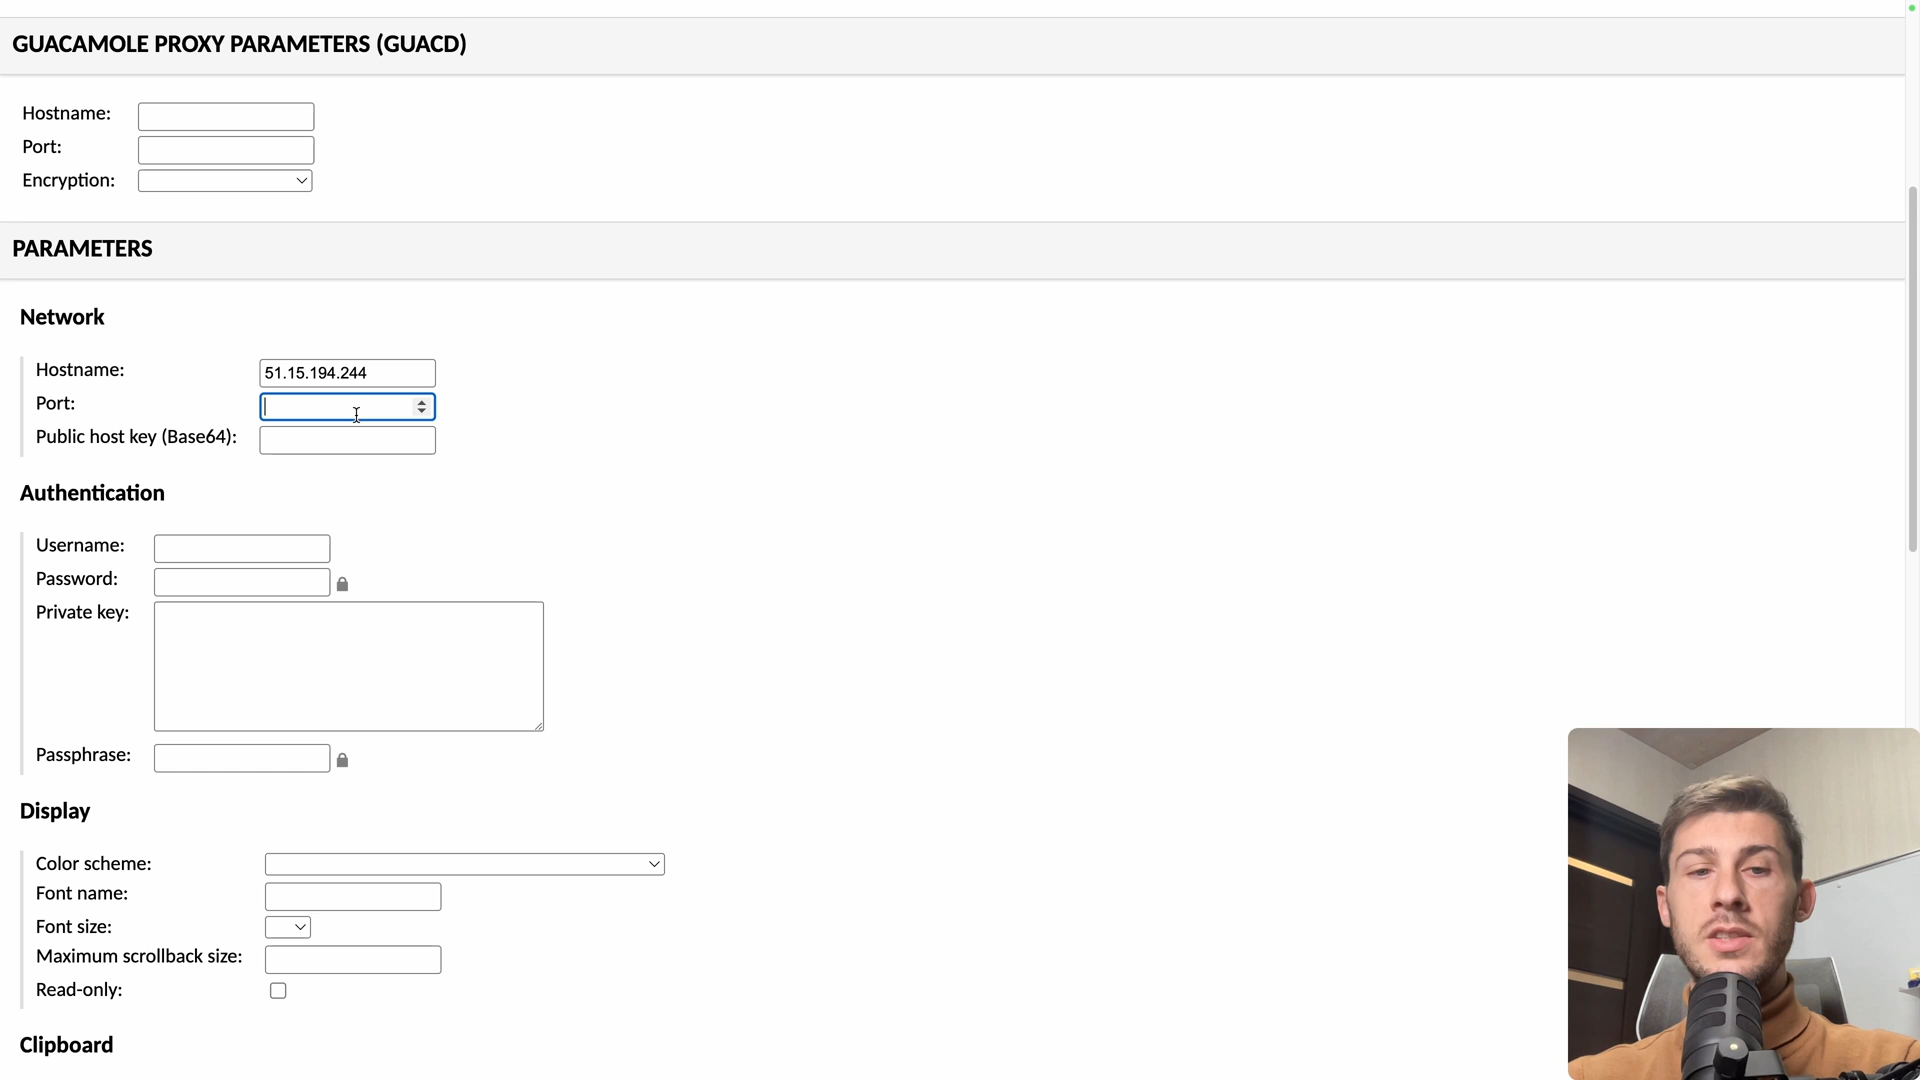 GUACAMOLE PROXY PARAMETERS (GUACD)
Hostname:
Port:
Encryption:
PARAMETERS
Network
Hostname: 51.15.194.244
Port:
Public host key (Base64):
Authentication
Username:
Password:
Private key:
Passphrase:
Display
Color scheme:
Font name:
Font size:
Maximum scrollback size:
Read-only:
Clipboard